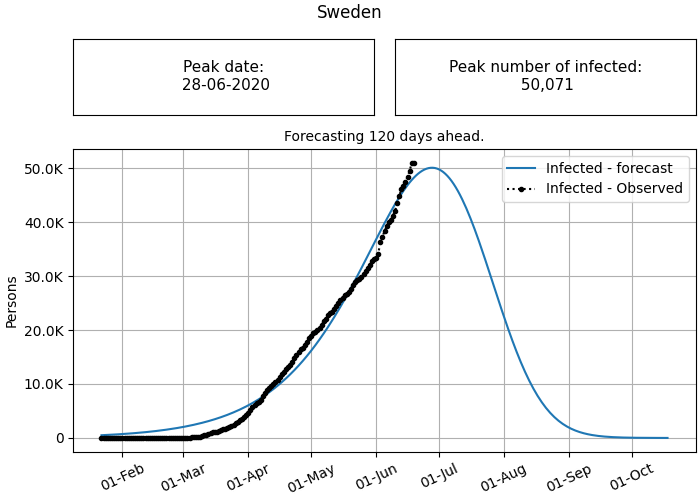 Sweden
Peak date:
28-06-2020
Peak number of infected:
50,071
Forecasting 120 days ahead.
Infected - forecast
Infected - Observed
Persons
50.0K
40.0K
30.0K
20.0K
10.0K
0
01-Feb
01-Mar
01-Apr
01-May
01-Jun
01-Jul
01-Aug
01-Sep
01-Oct